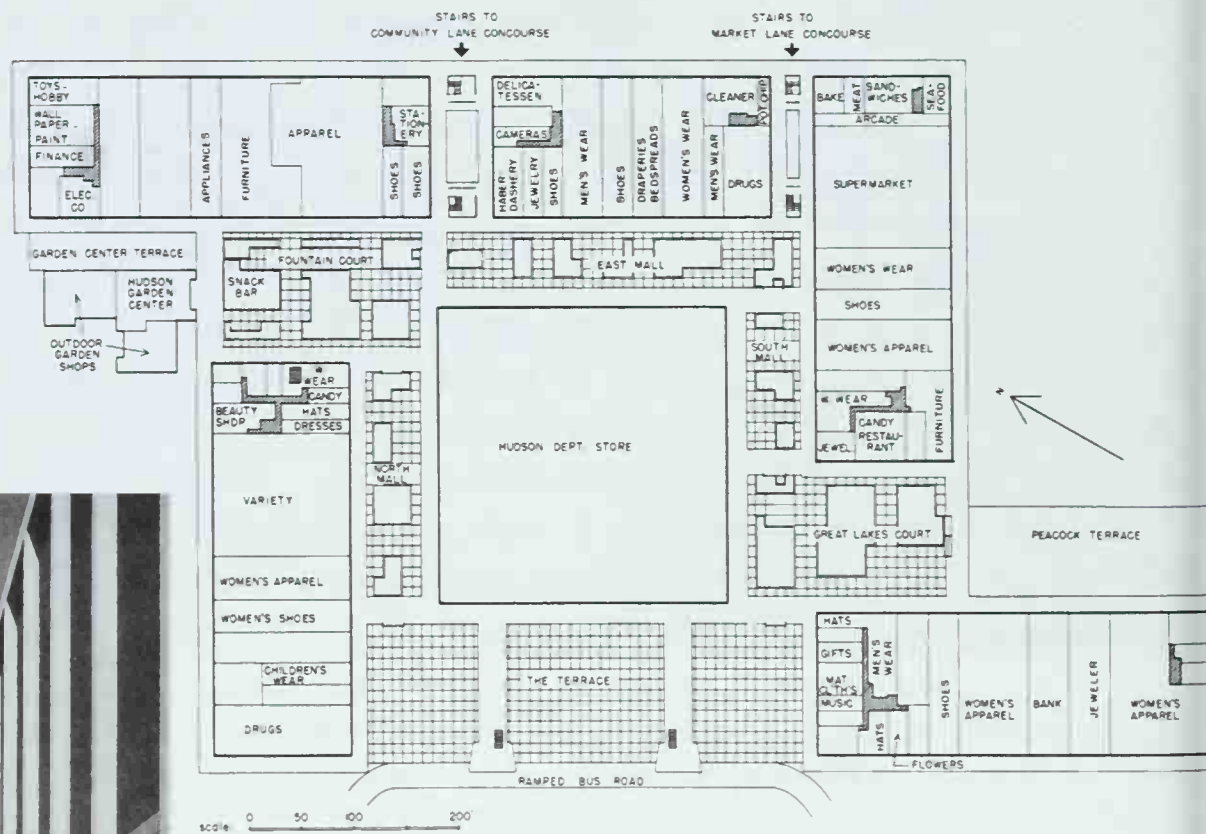 STAIRS TO
COMMUNITY LANE CONCOURSE
STAIRS TO
MARKET LANE CONCOURSE
TOYS-
HOBBY
WALL
PAPER-
PAINT
FINANCE
ELEC.
CO
APPLIANCES
FURNITURE
APPAREL
STA-
TION-
ERY
SHOES
SHOES
DELICA-
TESSEN
CAMERAS
HABER
DASHERY
JEWELRY
SHOES
MEN'S WEAR
SHOES
DRAPERIES
BEDSPREADS
WOMEN'S WEAR
MEN'S WEAR
CLEANER
POT CHIP
DRUGS
BAKE
MEAT
SAND-
WICHES
SEA-
FOOD
ARCADE
SUPERMARKET
WOMEN'S WEAR
SHOES
WOMEN'S APPAREL
W. WEAR
CANDY
RESTAU-
RANT
JEWEL.
FURNITURE
GARDEN CENTER TERRACE
HUDSON
GARDEN
CENTER
OUTDOOR
GARDEN
SHOPS
FOUNTAIN COURT
SNACK
BAR
EAST MALL
SOUTH
MALL
N
W.
WEAR
CANDY
BEAUTY
SHOP
HATS
DRESSES
VARIETY
WOMEN'S APPAREL
WOMEN'S SHOES
CHILDREN'S
WEAR
DRUGS
NORTH
MALL
HUDSON DEPT. STORE
GREAT LAKES COURT
PEACOCK TERRACE
THE TERRACE
RAMPED BUS ROAD
HATS
GIFTS
MAT.
CL'TH'S
MUSIC
MEN'S
WEAR
HATS
FLOWERS
SHOES
WOMEN'S
APPAREL
BANK
JEWELER
WOMEN'S
APPAREL
scale 0 50 100 200'